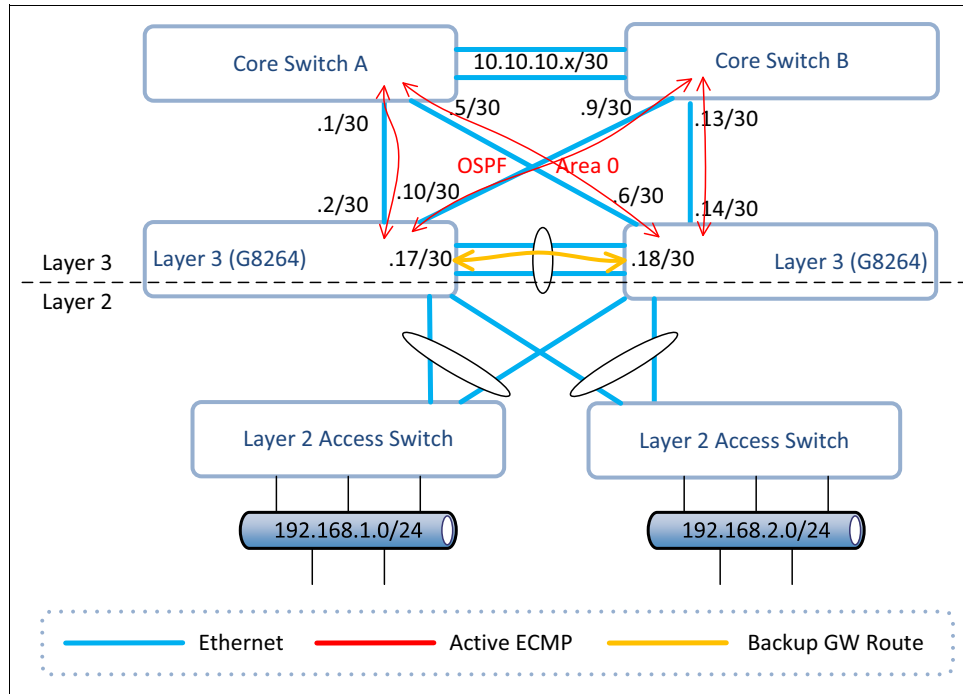 Core Switch A
10.10.10.x/30
Core Switch B
.1/30
.5/30
.9/30
.13/30
OSPF
Area 0
.2/30
.10/30
.6/30
.14/30
Layer 3 (G8264)
.17/30
.18/30
Layer 3 (G8264)
Layer 3
Layer 2
Layer 2 Access Switch
Layer 2 Access Switch
192.168.1.0/24
192.168.2.0/24
Ethernet
Active ECMP
Backup GW Route